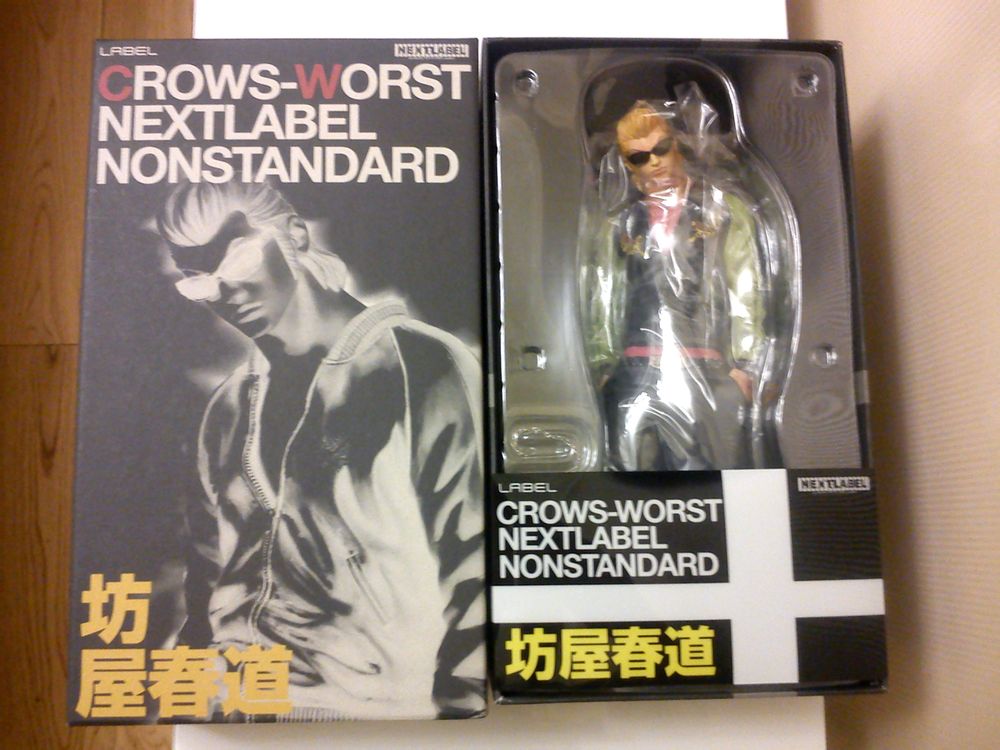 LABEL
NEXTLABEL
CROWS-WORST
NEXTLABEL
NONSTANDARD
坊
屋春道
LABEL
NEXTLABEL
CROWS-WORST
NEXTLABEL
NONSTANDARD
坊屋春道